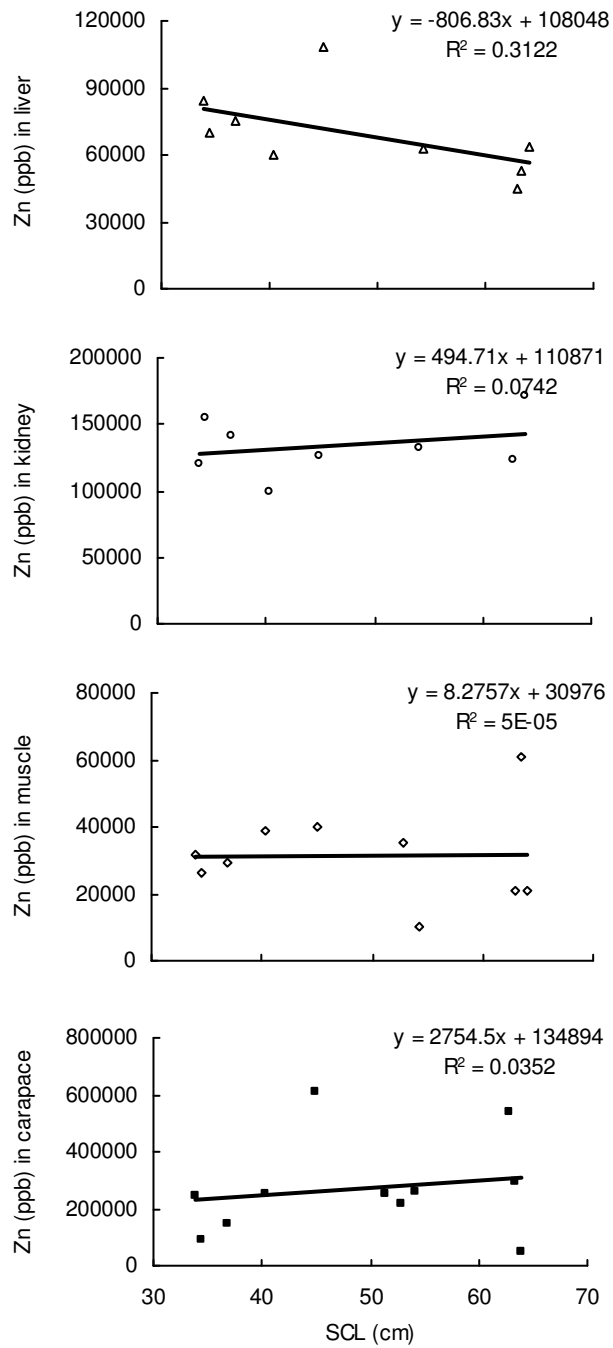 y = -806.83x + 108048
R² = 0.3122
120000
90000
60000
30000
0
Zn (ppb) in liver
y = 494.71x + 110871
R² = 0.0742
200000
150000
100000
50000
0
Zn (ppb) in kidney
y = 8.2757x + 30976
R² = 5E-05
80000
60000
40000
20000
0
Zn (ppb) in muscle
y = 2754.5x + 134894
R² = 0.0352
800000
600000
400000
200000
0
Zn (ppb) in carapace
30 40 50 60 70
SCL (cm)